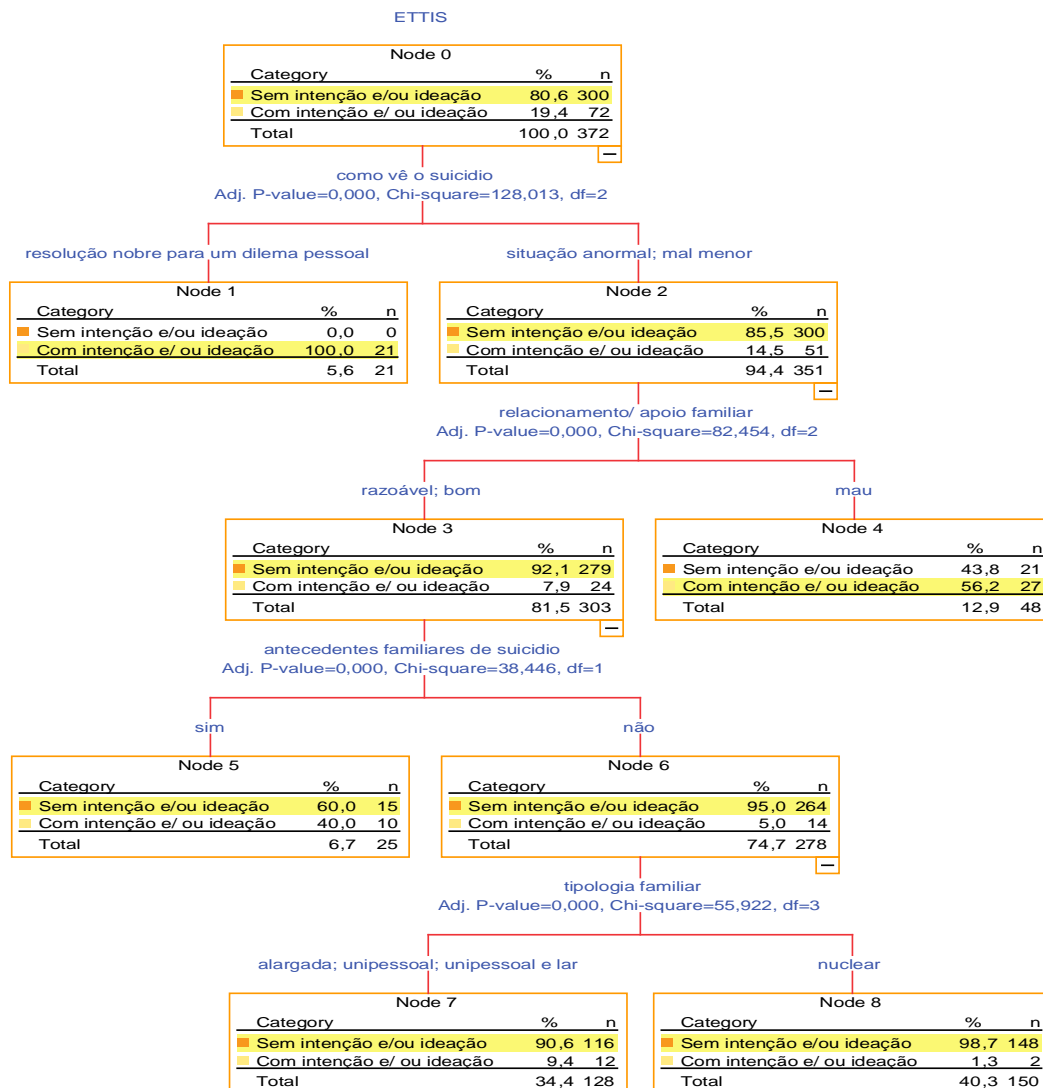 ETTIS
Node 0
Category % n
Sem intenção e/ou ideação 80,6 300
Com intenção e/ ou ideação 19,4 72
Total 100,0 372
como vê o suicidio
Adj. P-value=0,000, Chi-square=128,013, df=2
resolução nobre para um dilema pessoal
situação anormal; mal menor
Node 1
Category % n
Sem intenção e/ou ideação 0,0 0
Com intenção e/ ou ideação 100,0 21
Total 5,6 21
Node 2
Category % n
Sem intenção e/ou ideação 85,5 300
Com intenção e/ ou ideação 14,5 51
Total 94,4 351
relacionamento/ apoio familiar
Adj. P-value=0,000, Chi-square=82,454, df=2
razoável; bom
mau
Node 3
Category % n
Sem intenção e/ou ideação 92,1 279
Com intenção e/ ou ideação 7,9 24
Total 81,5 303
Node 4
Category % n
Sem intenção e/ou ideação 43,8 21
Com intenção e/ ou ideação 56,2 27
Total 12,9 48
antecedentes familiares de suicidio
Adj. P-value=0,000, Chi-square=38,446, df=1
sim
não
Node 5
Category % n
Sem intenção e/ou ideação 60,0 15
Com intenção e/ ou ideação 40,0 10
Total 6,7 25
Node 6
Category % n
Sem intenção e/ou ideação 95,0 264
Com intenção e/ ou ideação 5,0 14
Total 74,7 278
tipologia familiar
Adj. P-value=0,000, Chi-square=55,922, df=3
alargada; unipessoal; unipessoal e lar
nuclear
Node 7
Category % n
Sem intenção e/ou ideação 90,6 116
Com intenção e/ ou ideação 9,4 12
Total 34,4 128
Node 8
Category % n
Sem intenção e/ou ideação 98,7 148
Com intenção e/ ou ideação 1,3 2
Total 40,3 150